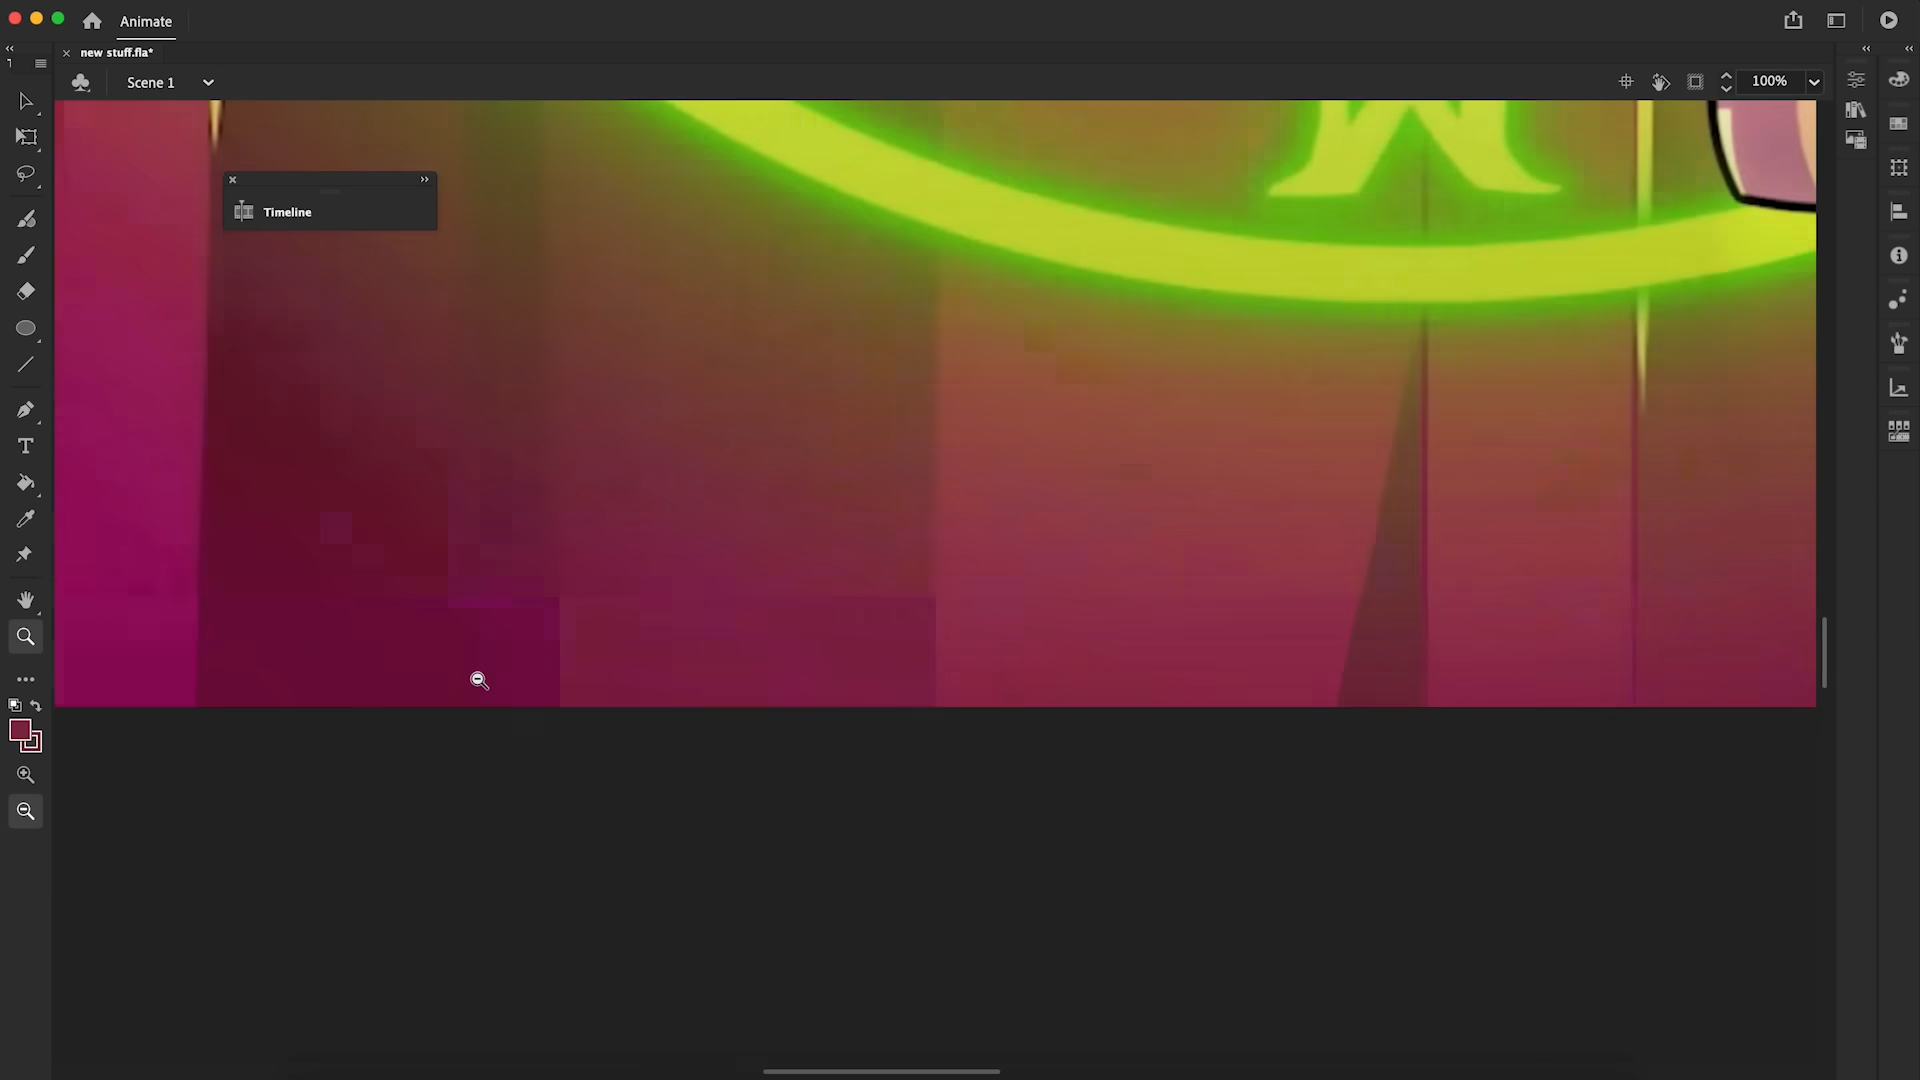 Animate
new stuff.fla*
Scene 1
100%
Timeline